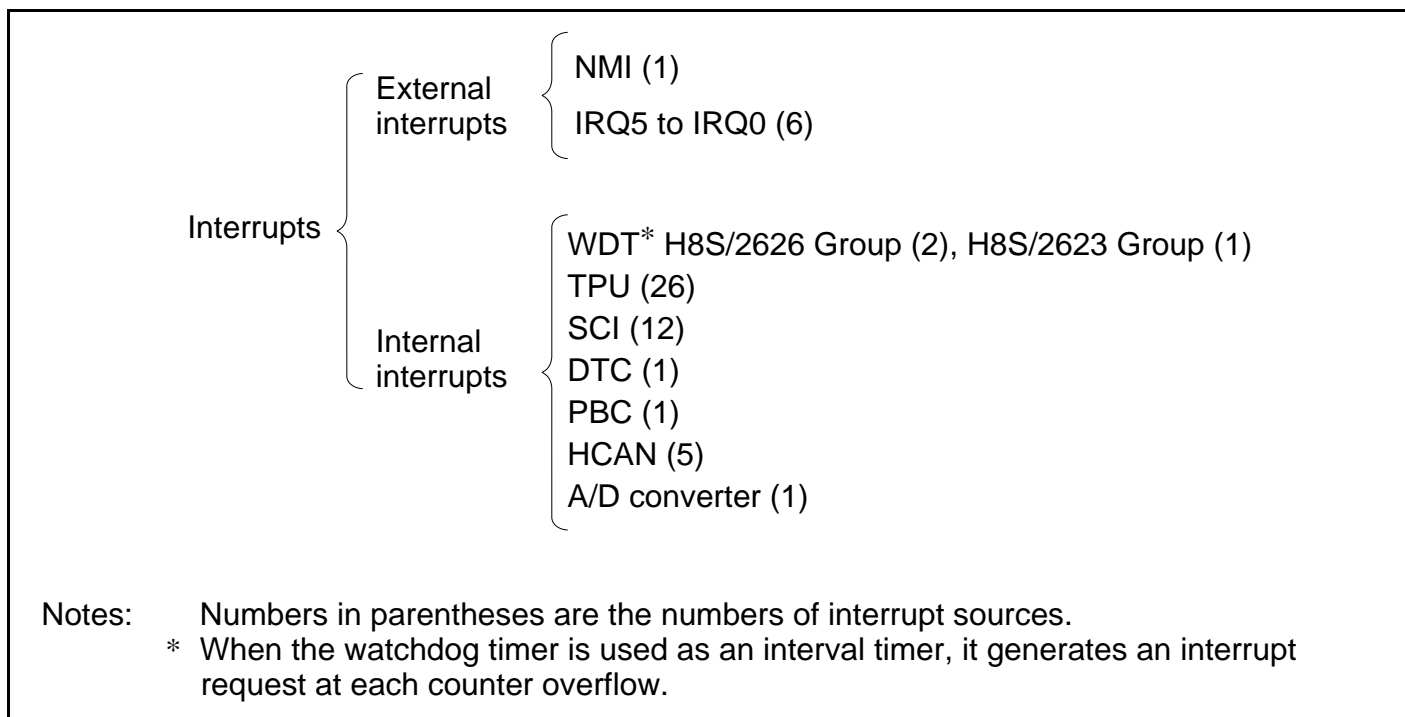 External
interrupts
NMI (1)
IRQ5 to IRQ0 (6)
Interrupts
Internal
interrupts
WDT* H8S/2626 Group (2), H8S/2623 Group (1)
TPU (26)
SCI (12)
DTC (1)
PBC (1)
HCAN (5)
A/D converter (1)
Notes: Numbers in parentheses are the numbers of interrupt sources.
* When the watchdog timer is used as an interval timer, it generates an interrupt
request at each counter overflow.